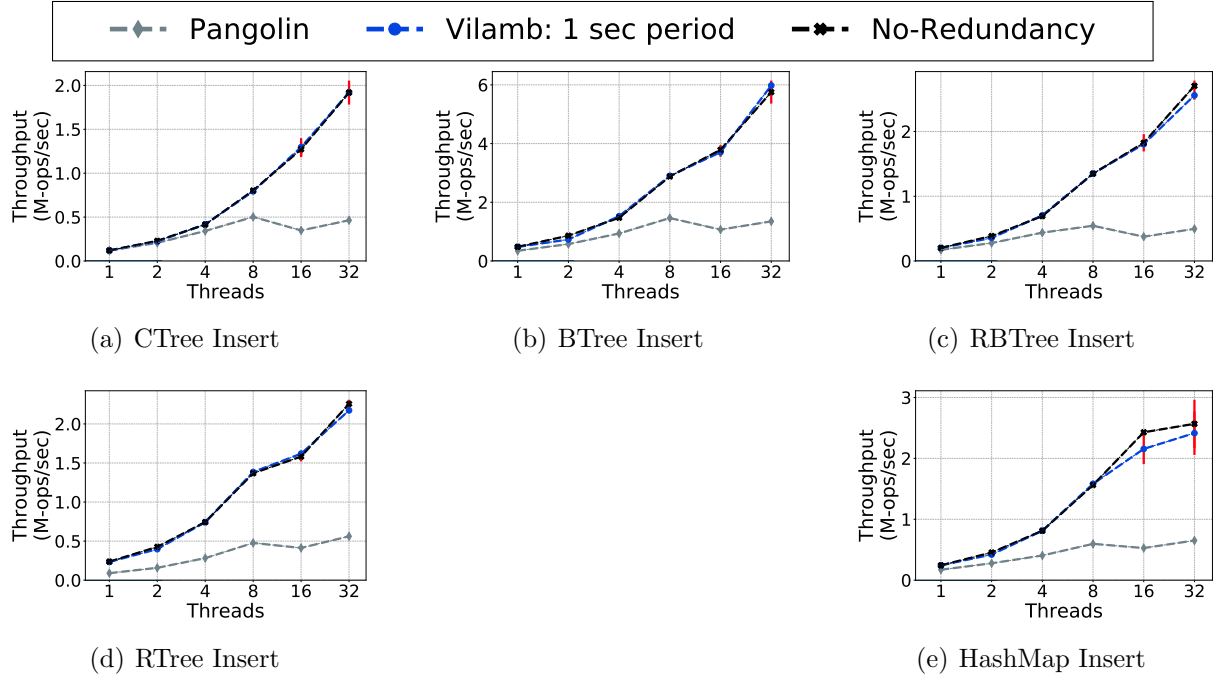 Pangolin Vilamb: 1 sec period No-Redundancy
Throughput
(M-ops/sec)
2.0
1.5
1.0
0.5
0.0
1 2 4 8 16 32
Threads
(a) CTree Insert
Throughput
(M-ops/sec)
6
4
2
0
1 2 4 8 16 32
Threads
(b) BTree Insert
Throughput
(M-ops/sec)
2
1
0
1 2 4 8 16 32
Threads
(c) RBTree Insert
Throughput
(M-ops/sec)
2.0
1.5
1.0
0.5
0.0
1 2 4 8 16 32
Threads
(d) RTree Insert
Throughput
(M-ops/sec)
3
2
1
0
1 2 4 8 16 32
Threads
(e) HashMap Insert